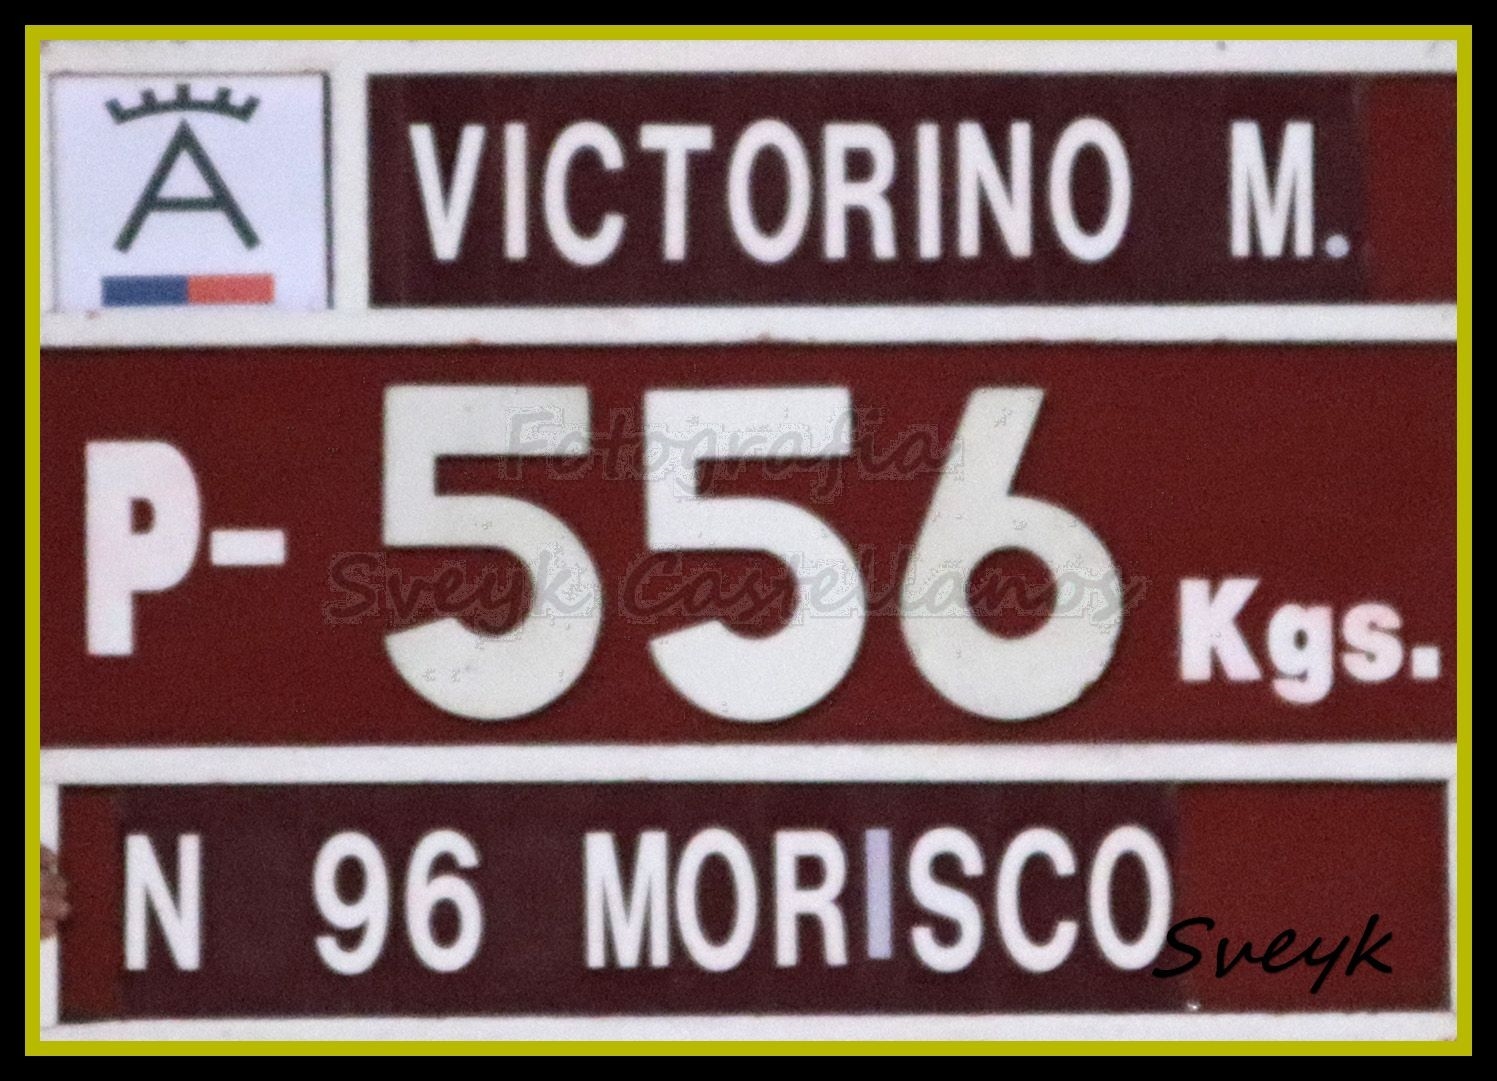 A
VICTORINO M.
P-556 Kgs.
Fotografia
Sveyk Castellanos
N 96 MORISCO
Sveyk